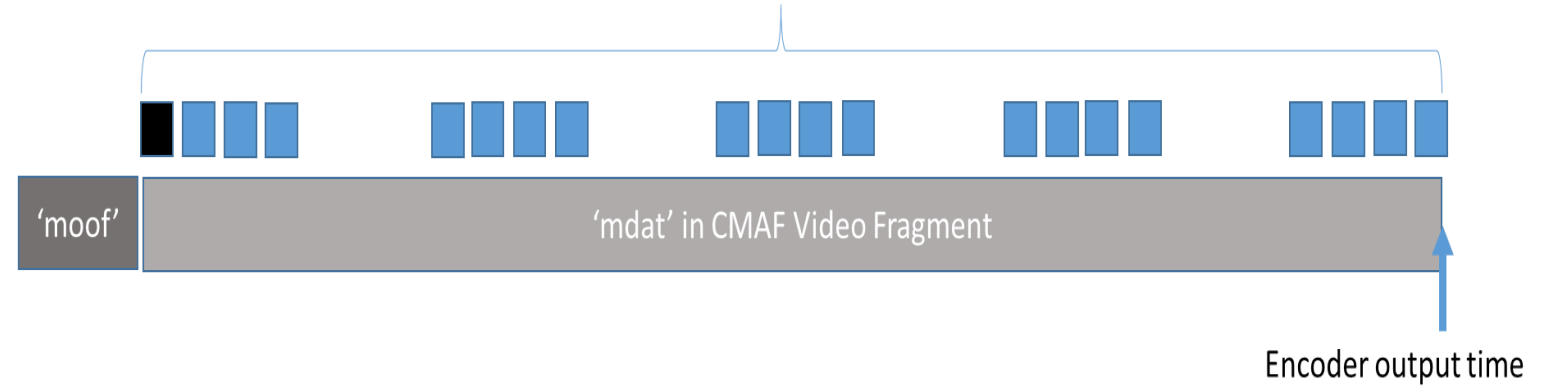 ‘moof’
‘mdat’ in CMAF Video Fragment
Encoder output time